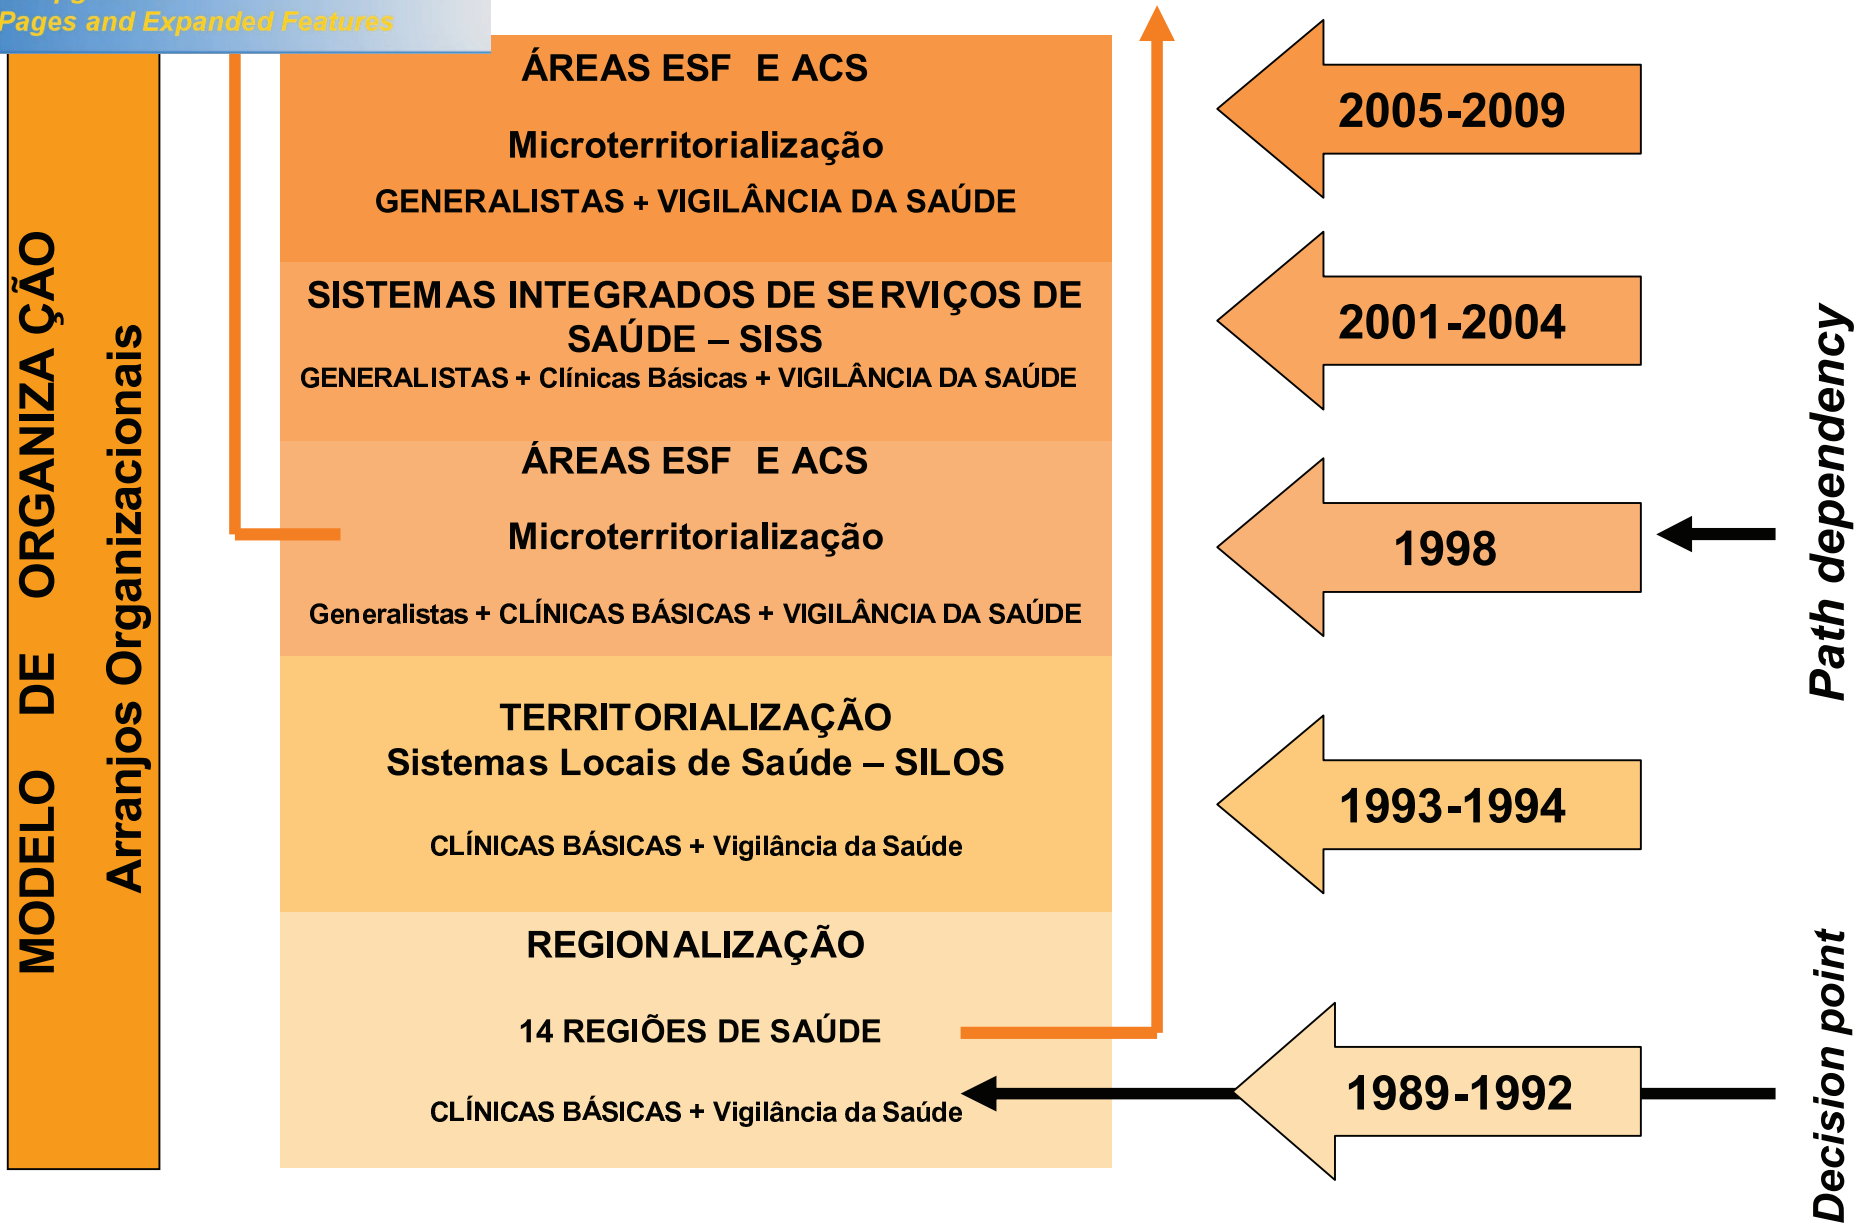 Pages and Expanded Features
MODELO DE ORGANIZAÇÃO
Arranjos Organizacionais
ÁREAS ESF E ACS
Microterritorialização
GENERALISTAS + VIGILÂNCIA DA SAÚDE
2005-2009
SISTEMAS INTEGRADOS DE SERVIÇOS DE
SAÚDE – SISS
GENERALISTAS + Clínicas Básicas + VIGILÂNCIA DA SAÚDE
2001-2004
ÁREAS ESF E ACS
Microterritorialização
Generalistas + CLÍNICAS BÁSICAS + VIGILÂNCIA DA SAÚDE
1998
Path dependency
TERRITORIALIZAÇÃO
Sistemas Locais de Saúde – SILOS
CLÍNICAS BÁSICAS + Vigilância da Saúde
1993-1994
REGIONALIZAÇÃO
14 REGIÕES DE SAÚDE
CLÍNICAS BÁSICAS + Vigilância da Saúde
1989-1992
Decision point